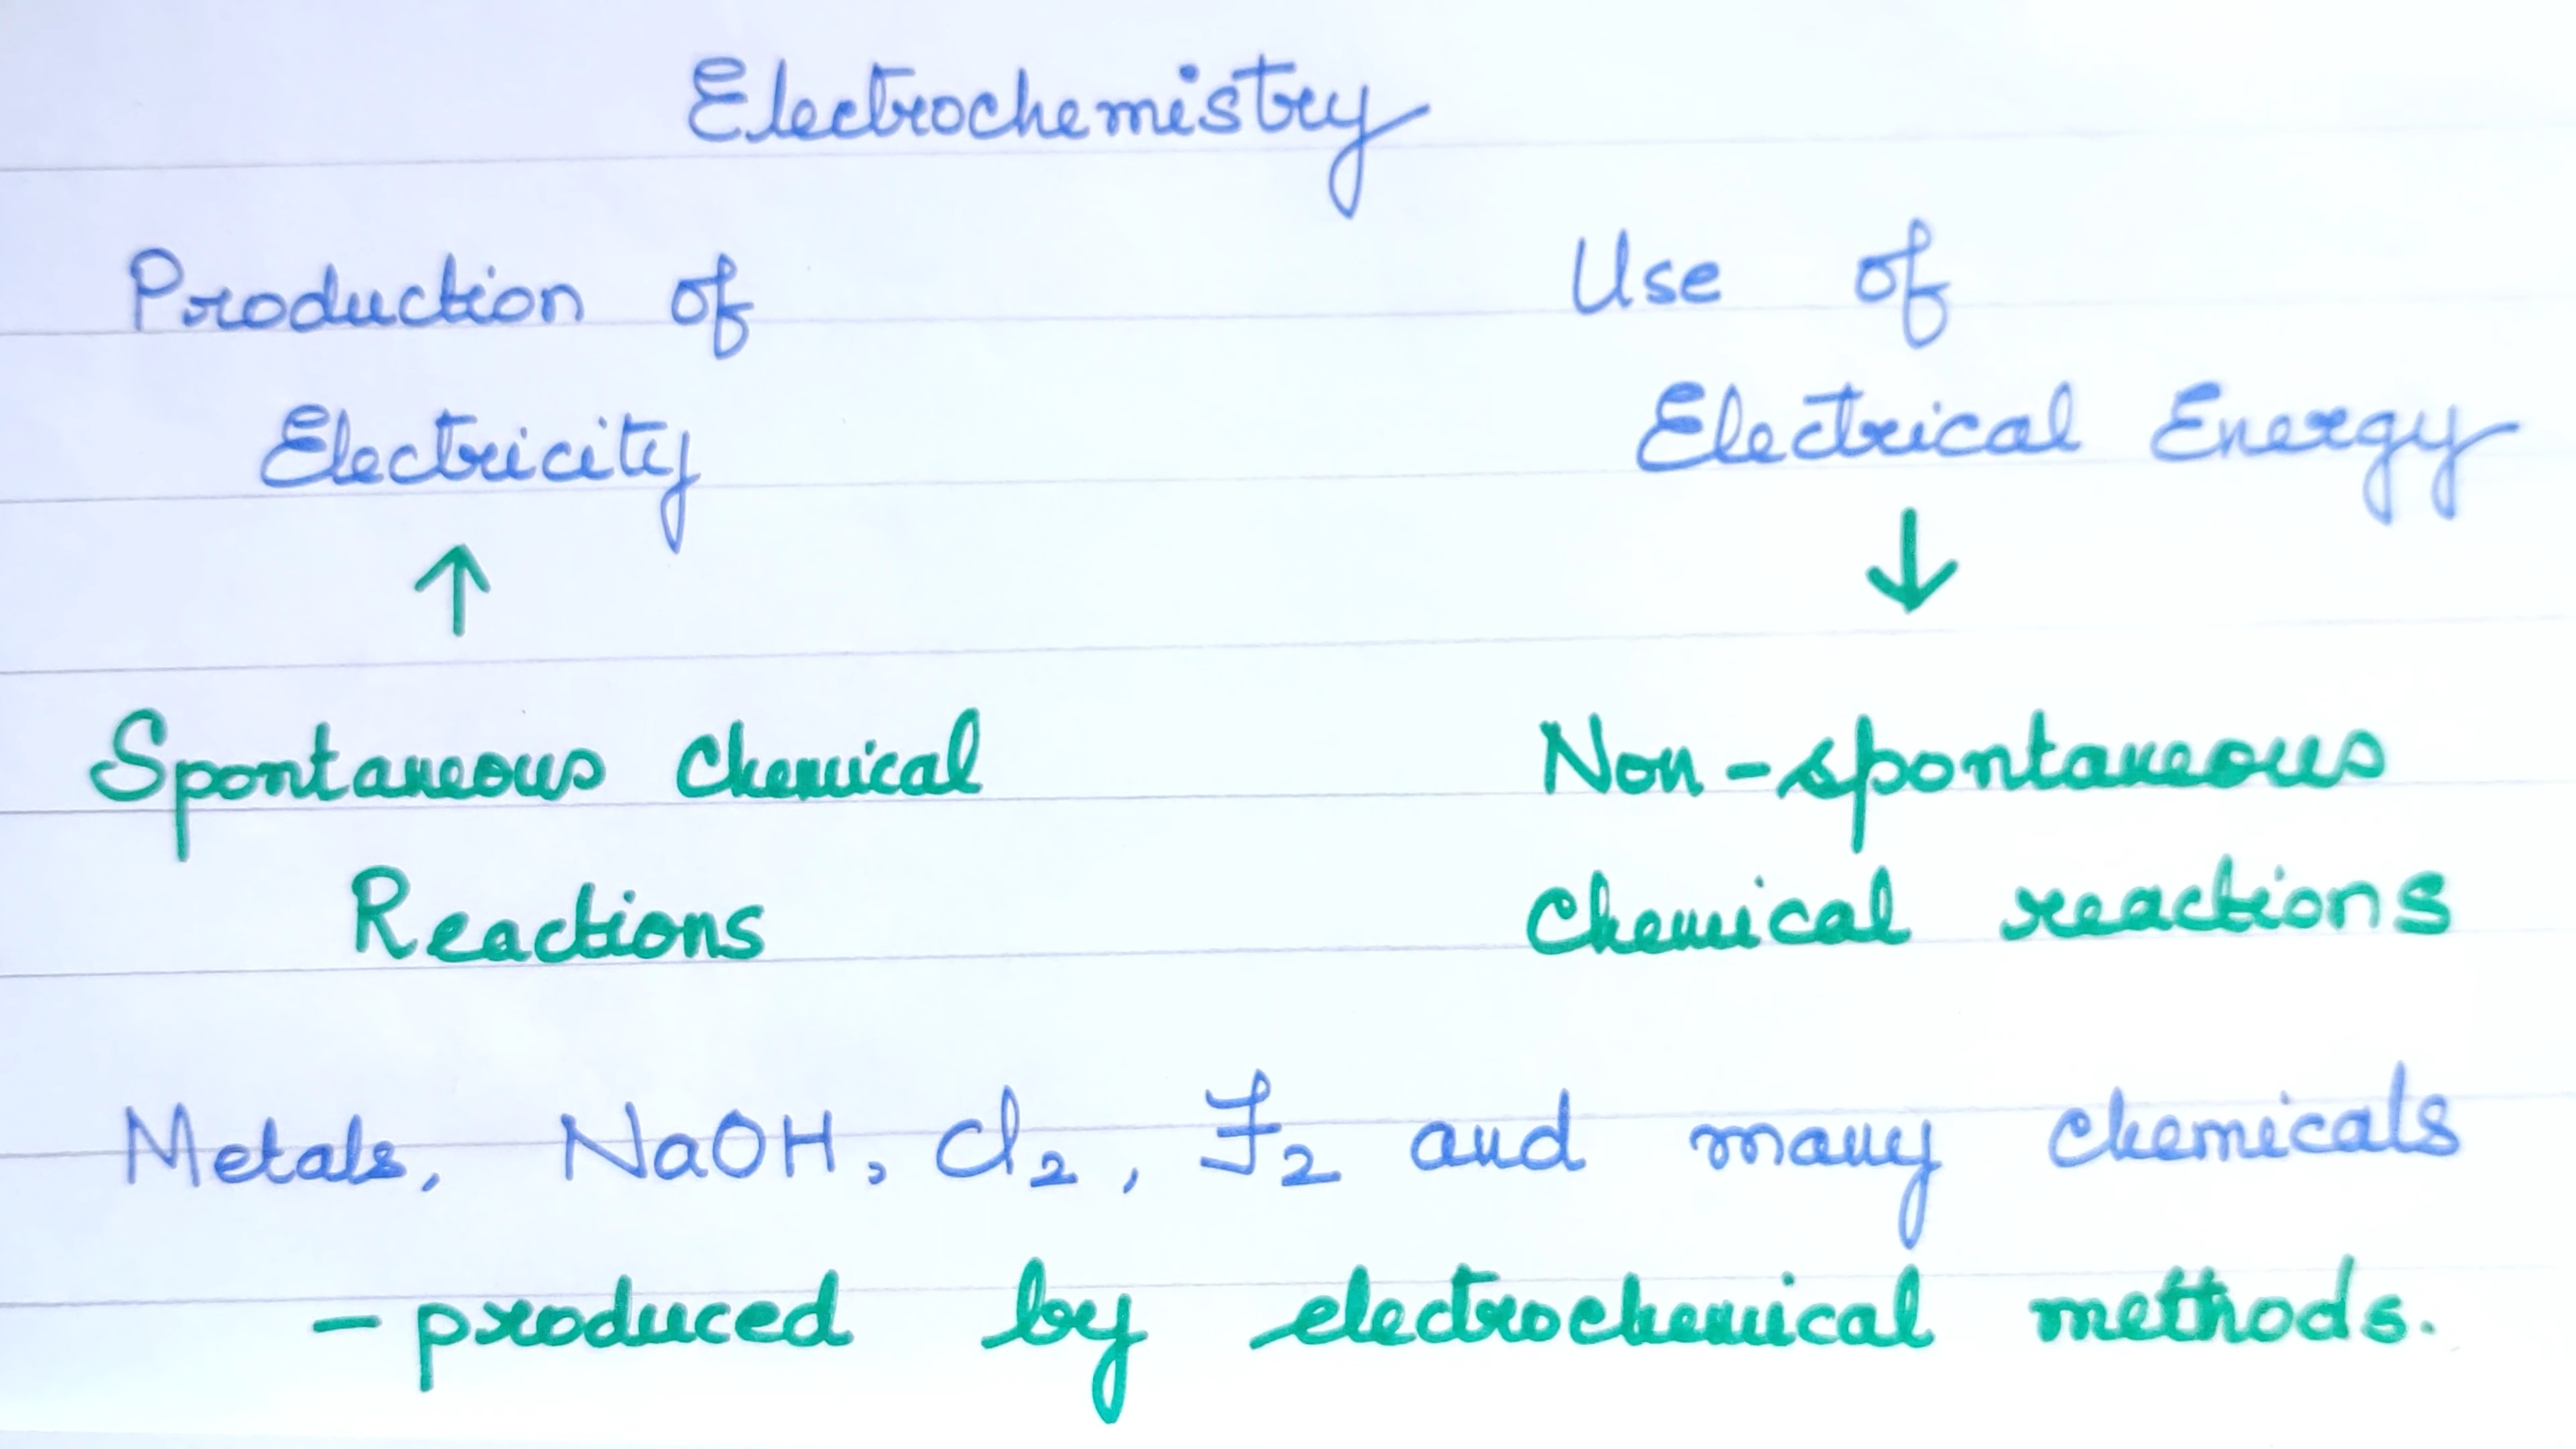 Electrochemistry
Production of
Electricity
↑
Spontaneous Chemical
Reactions
Use of
Electrical Energy
↓
Non-spontaneous
Chemical reactions
Metals, NaOH, Cl₂, F₂ and many chemicals
- produced by electrochemical methods.